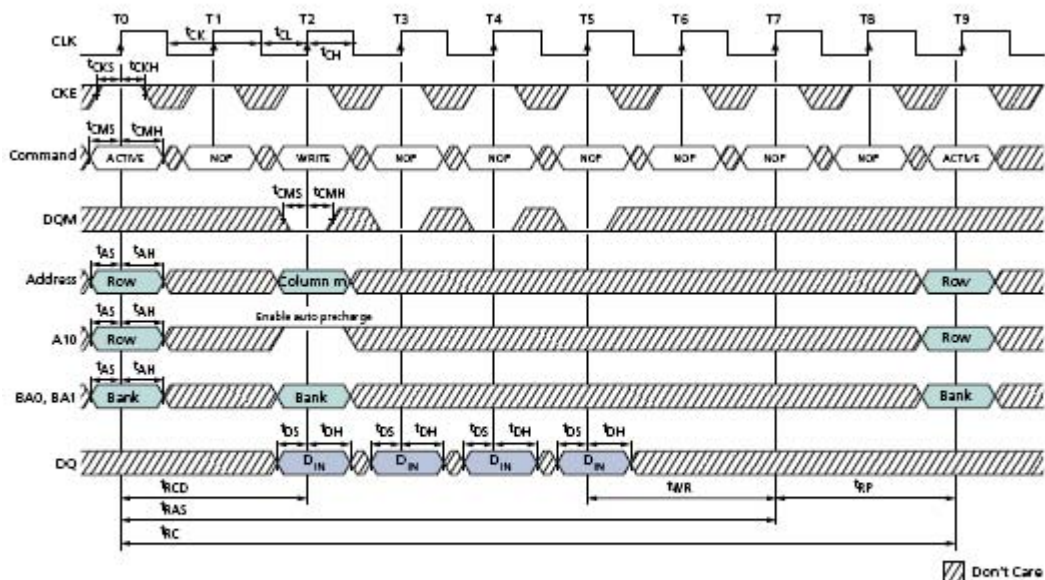 T0 T1 T2 T3 T4 T5 T6 T7 T8 T9
CLK tCK tCL tCH
tCKS tCKH
CKE
tCMS tCMH
Command ACTIVE NOP WRITE NOP NOP NOP NOP NOP NOP ACTIVE
tCMS tCMH
DQM
tAS tAH
Address Row Column m Row
tAS tAH Enable auto precharge
A10 Row Row
tAS tAH
BA0, BA1 Bank Bank Bank
tDS tDH tDS tDH tDS tDH tDS tDH
DQ DIN DIN DIN DIN
tRCD tWR tRP
tRAS
tRC
Don't Care